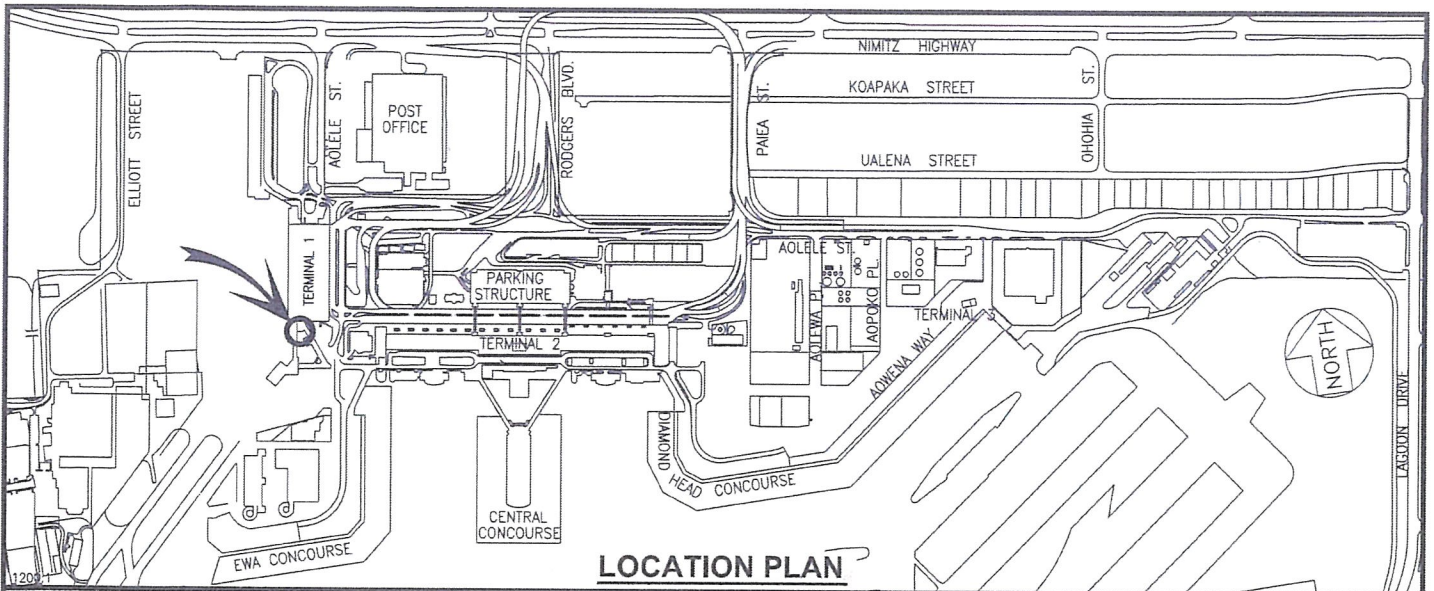 NIMITZ HIGHWAY
KOAPAKA STREET
UALENA STREET
ELLIOTT STREET
AOLELE ST.
POST
OFFICE
RODGERS BLVD.
PAIEA ST.
OHOHIA ST.
TERMINAL 1
PARKING
STRUCTURE
TERMINAL 2
AOLELE ST.
AOLEWA PL.
AOPOKO PL.
TERMINAL 3
AOWENA WAY
NORTH
LAGOON DRIVE
DIAMOND
HEAD CONCOURSE
CENTRAL
CONCOURSE
EWA CONCOURSE
LOCATION PLAN